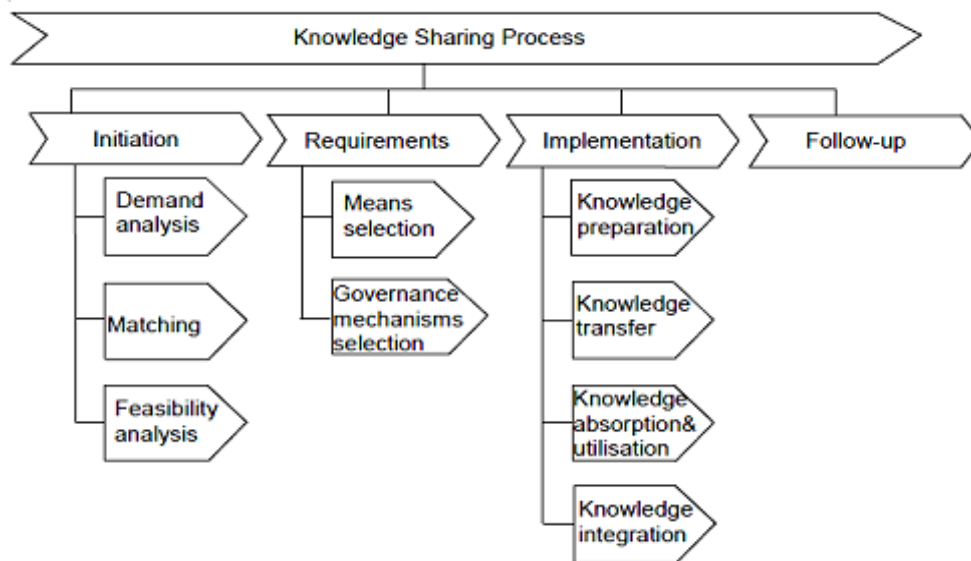 Knowledge Sharing Process
Initiation
Requirements
Implementation
Follow-up
Demand
analysis
Matching
Feasibility
analysis
Means
selection
Governance
mechanisms
selection
Knowledge
preparation
Knowledge
transfer
Knowledge
absorption&
utilisation
Knowledge
integration